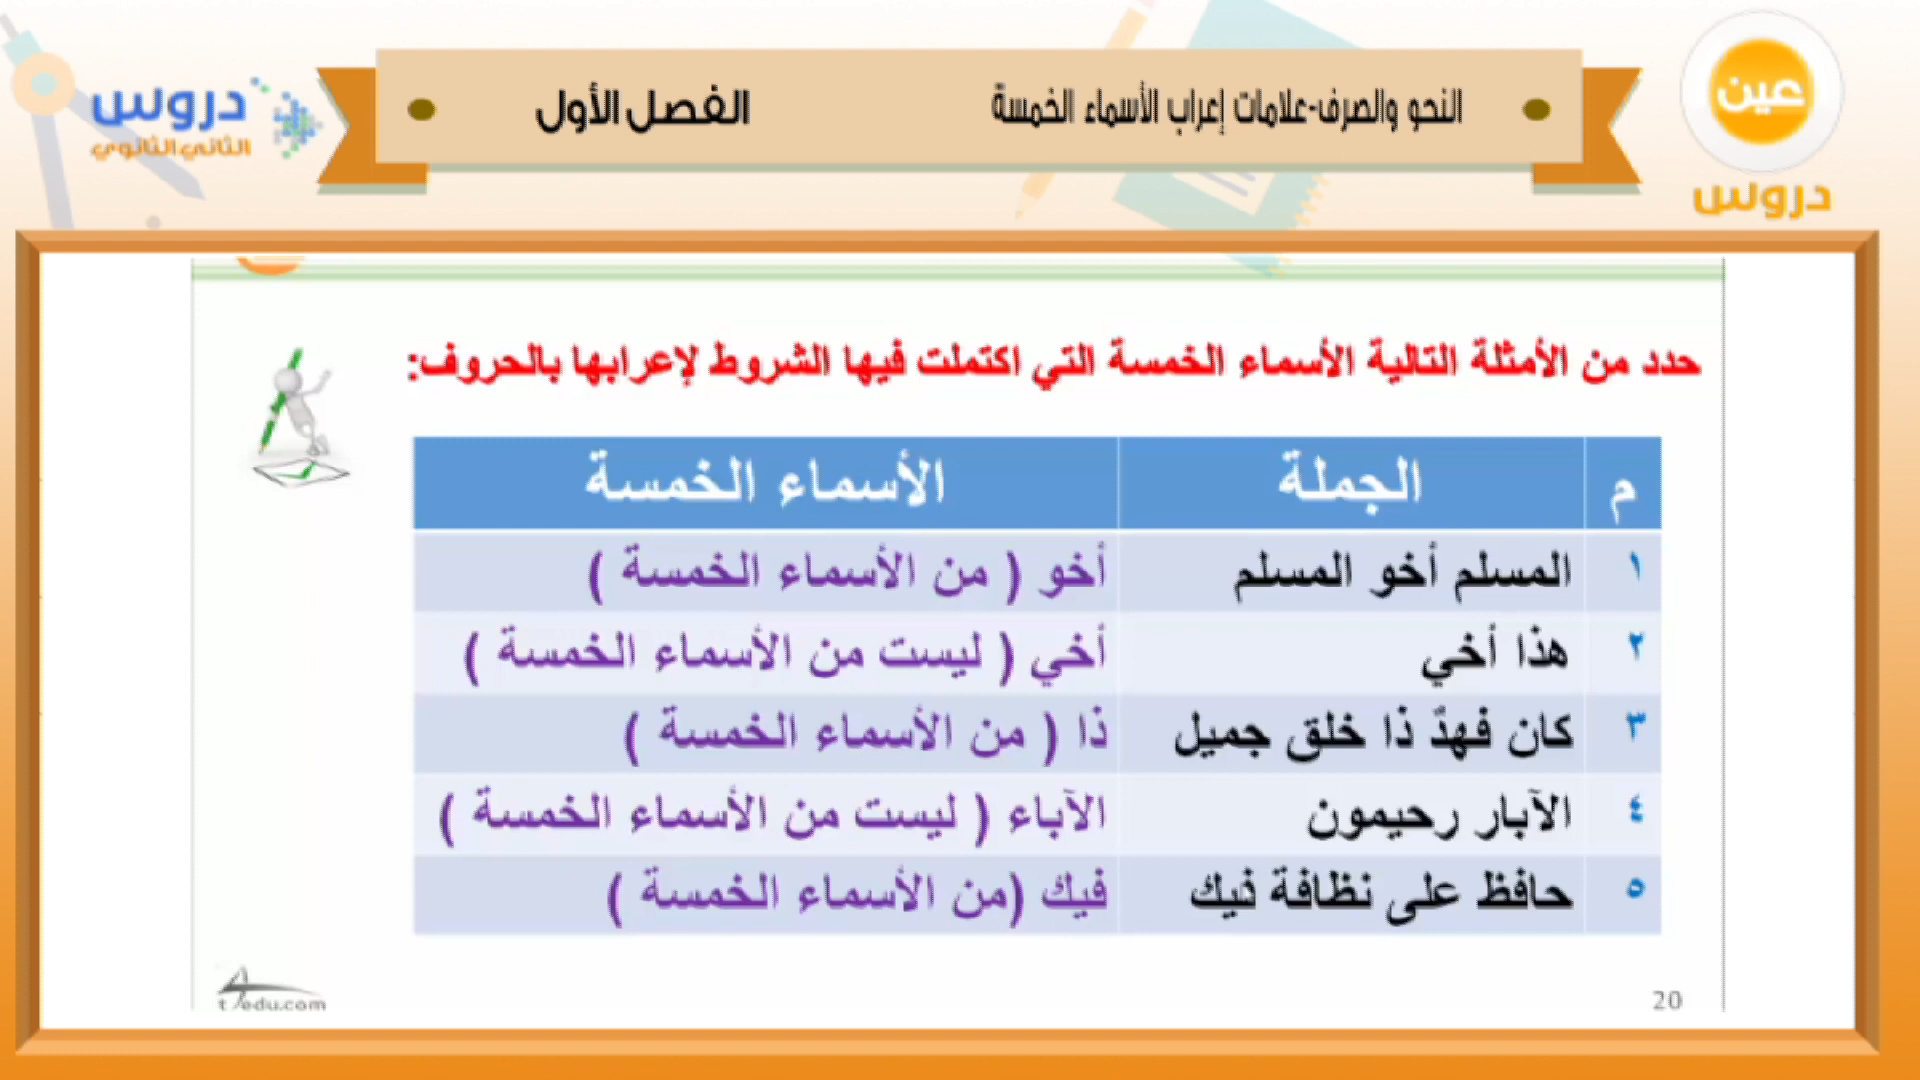 عين
دروس
النحو والصرف-علامات إعراب الأسماء الخمسة
الفصل الأول
دروس
الثاني الثانوي
حدد من الأمثلة التالية الأسماء الخمسة التي اكتملت فيها الشروط لإعرابها بالحروف:
م الجملة الأسماء الخمسة
١ المسلم أخو المسلم أخو ( من الأسماء الخمسة )
٢ هذا أخي أخي ( ليست من الأسماء الخمسة )
٣ كان فهدٌ ذا خلق جميل ذا ( من الأسماء الخمسة )
٤ الآبار رحيمون الآباء ( ليست من الأسماء الخمسة )
٥ حافظ على نظافة فيك فيك (من الأسماء الخمسة )
t4edu.com
20